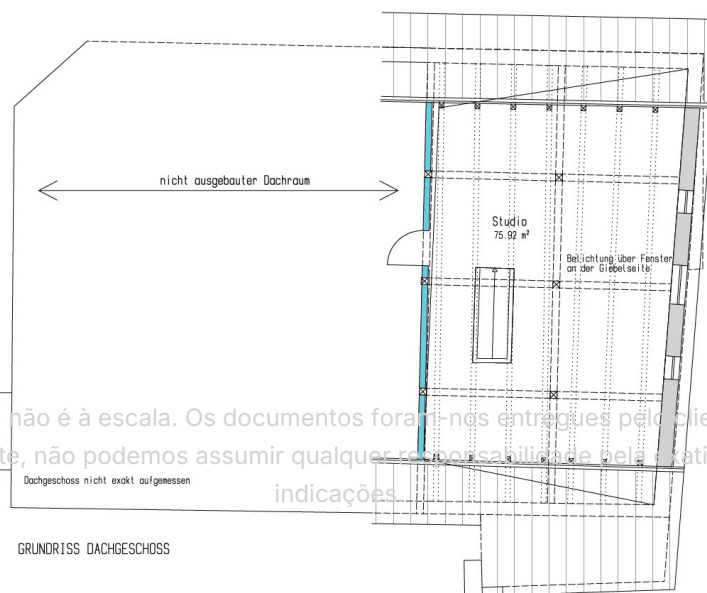 nicht ausgebauter Dachraum
Studio
75.92 m²
Belichtung über Fenster
an der Giebelseite
não é à escala. Os documentos foram-nos entregues pelo clie
te, não podemos assumir qualquer responsabilidade pela exati
indicações.
Dachgeschoss nicht exakt aufgemessen
GRUNDRISS DACHGESCHOSS